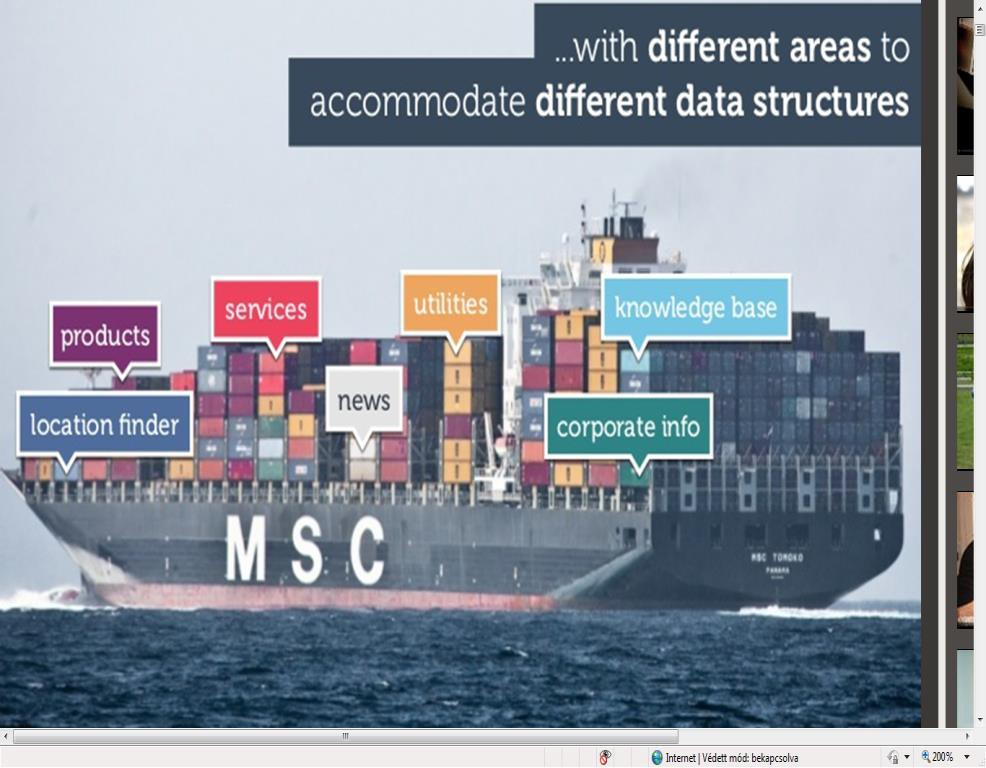 ...with different areas to
accommodate different data structures
services
utilities
knowledge base
products
news
location finder
corporate info
MSC
MSC TOMOKO
PANAMA
Internet | Védett mód: bekapcsolva
200%